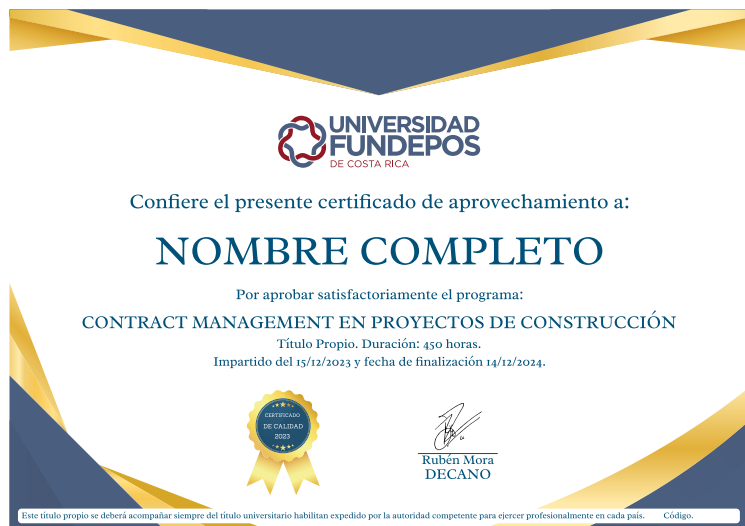 UNIVERSIDAD
FUNDEPOS
DE COSTA RICA
Confiere el presente certificado de aprovechamiento a:
NOMBRE COMPLETO
Por aprobar satisfactoriamente el programa:
CONTRACT MANAGEMENT EN PROYECTOS DE CONSTRUCCIÓN
Título Propio. Duración: 450 horas.
Impartido del 15/12/2023 y fecha de finalización 14/12/2024.
CERTIFICADO
DE CALIDAD
2023
Rubén Mora
DECANO
Este título propio se deberá acompañar siempre del título universitario habilitan expedido por la autoridad competente para ejercer profesionalmente en cada país. Código.